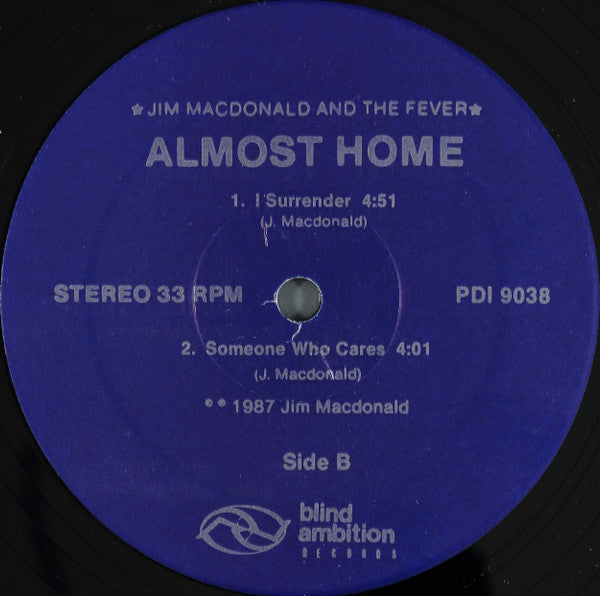 ★JIM MACDONALD AND THE FEVER★
ALMOST HOME
1. I Surrender 4:51
(J. Macdonald)
STEREO 33 RPM PDI 9038
2. Someone Who Cares 4:01
(J. Macdonald)
℗ © 1987 Jim Macdonald
Side B
blind
ambition
RECORDS